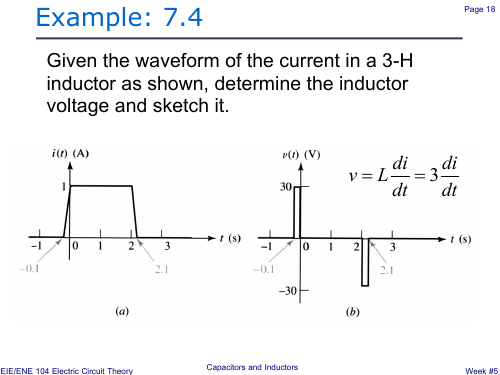 Example: 7.4
Page 18
Given the waveform of the current in a 3-H
inductor as shown, determine the inductor
voltage and sketch it.
i(t) (A)
1
-1 0 1 2 3 t (s)
-0.1 2.1
(a)
v(t) (V)
30
-1 0 1 2 3 t (s)
-0.1 2.1
-30
(b)
v = L di/dt = 3 di/dt
EIE/ENE 104 Electric Circuit Theory
Capacitors and Inductors
Week #5